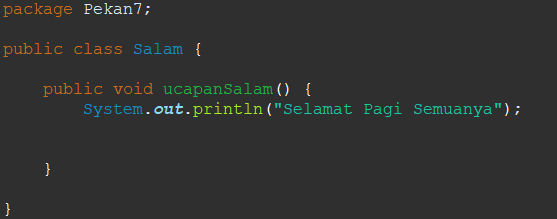 package Pekan7;
public class Salam {
public void ucapanSalam() {
System.out.println("Selamat Pagi Semuanya");
}
}